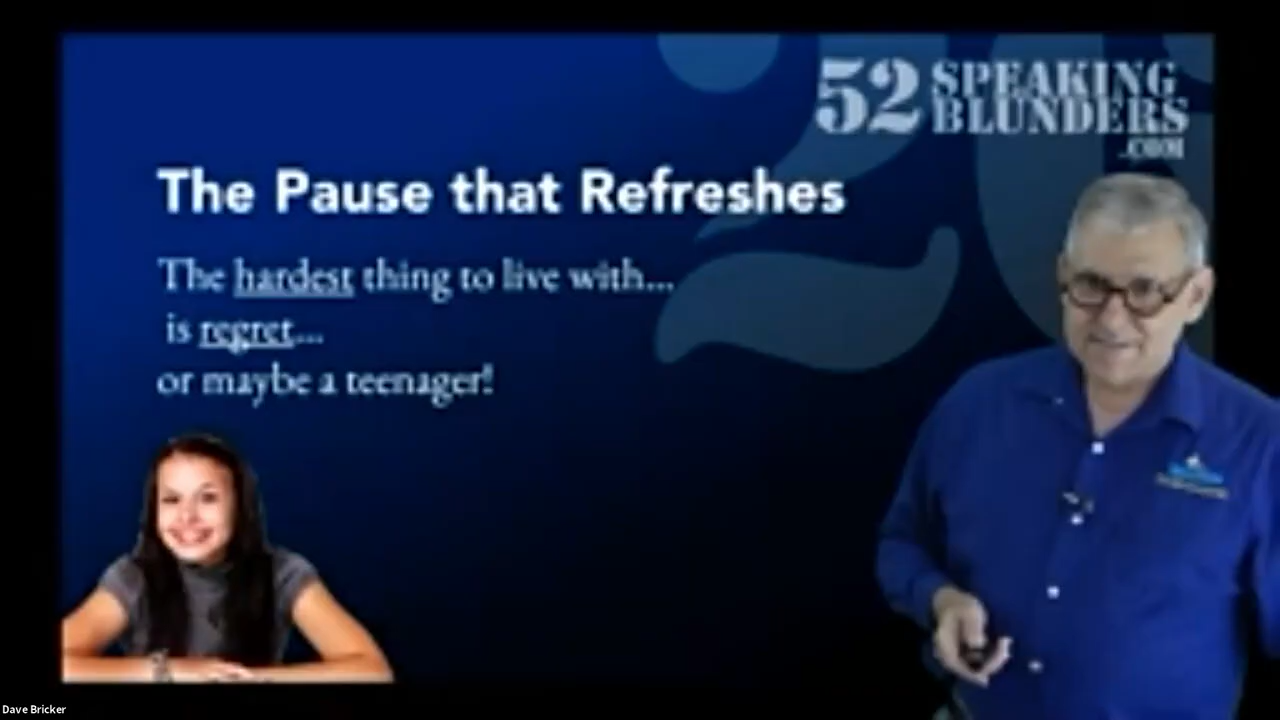 52 SPEAKING
BLUNDERS
.COM
The Pause that Refreshes
The hardest thing to live with...
is regret...
or maybe a teenager!
Dave Bricker